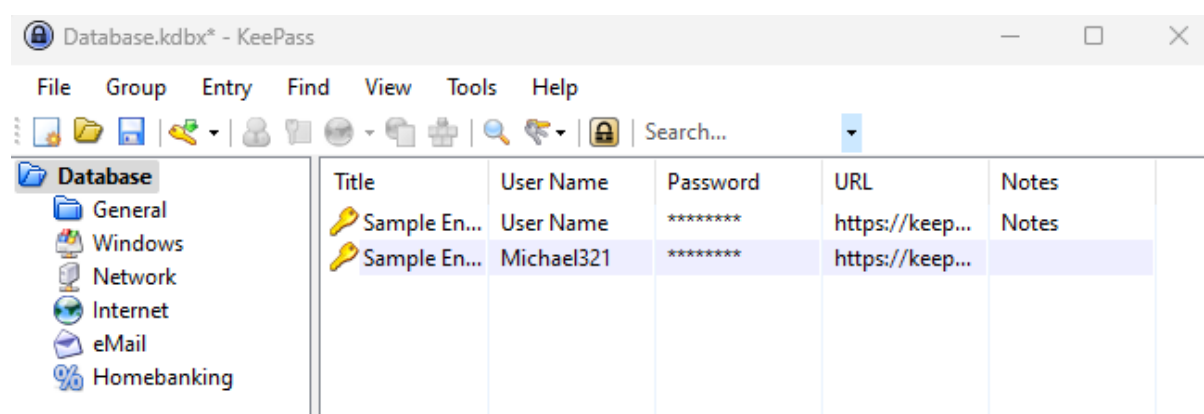 Database.kdbx* - KeePass
File Group Entry Find View Tools Help
Search...
Database
General
Windows
Network
Internet
eMail
Homebanking
Title User Name Password URL Notes
Sample En... User Name ******** https://keep... Notes
Sample En... Michael321 ******** https://keep...